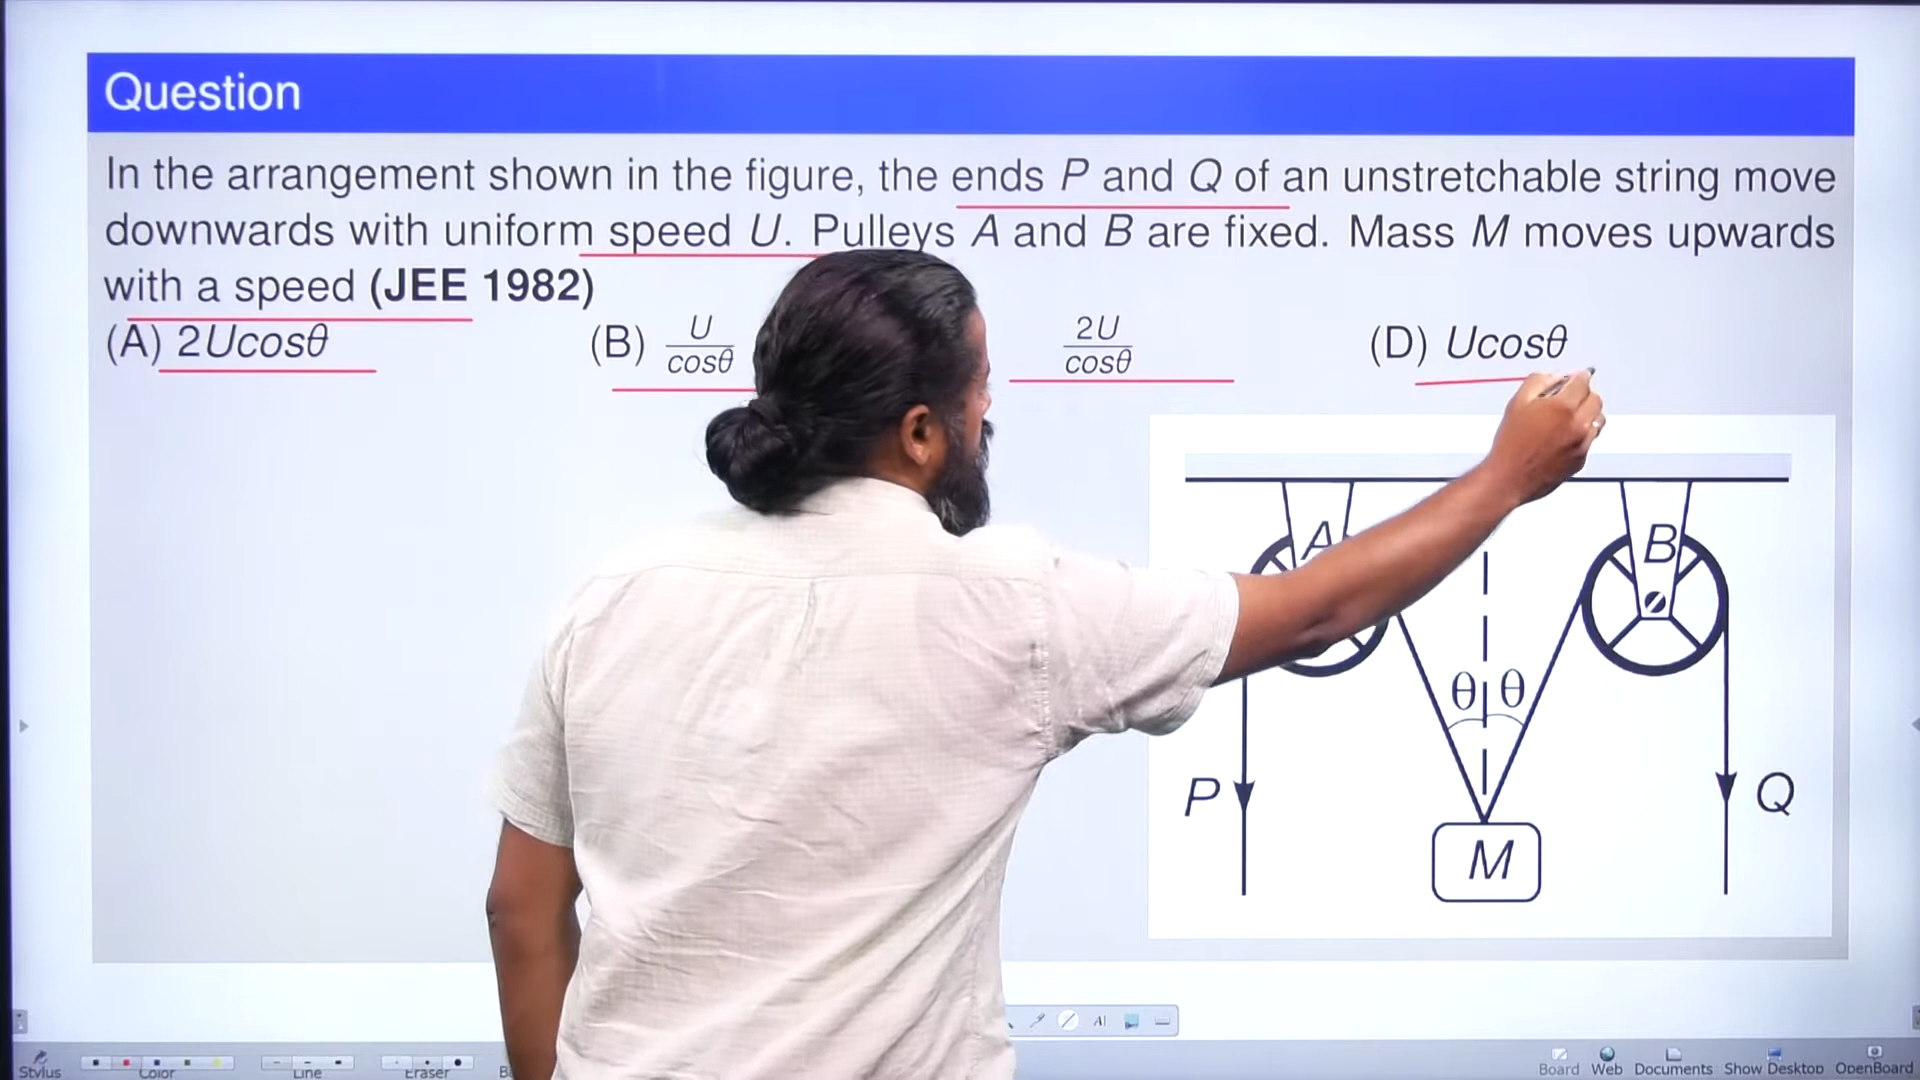 Question
In the arrangement shown in the figure, the ends P and Q of an unstretchable string move
downwards with uniform speed U. Pulleys A and B are fixed. Mass M moves upwards
with a speed (JEE 1982)
(A) 2Ucosθ (B) U/cosθ 2U/cosθ (D) Ucosθ
A B
θ θ
P Q
M
Stylus Color Line Eraser Board Web Documents Show Desktop OpenBoard